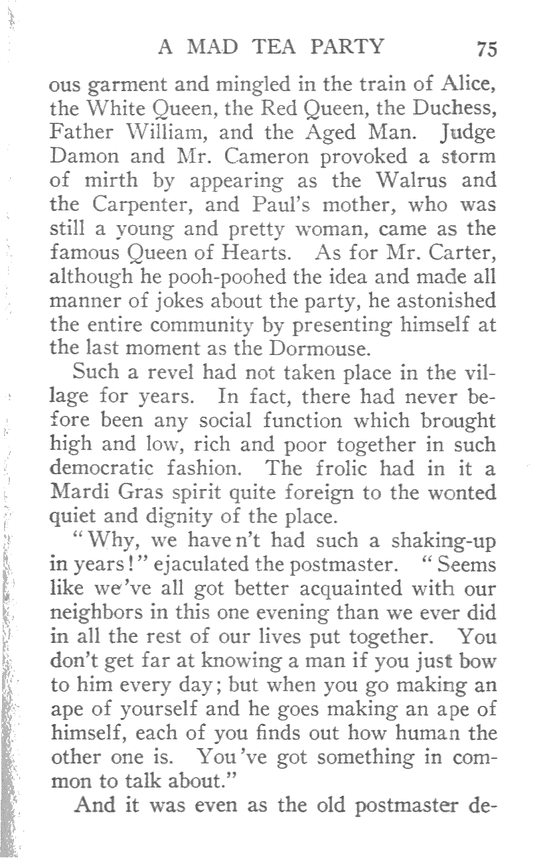 A MAD TEA PARTY 75
ous garment and mingled in the train of Alice,
the White Queen, the Red Queen, the Duchess,
Father William, and the Aged Man. Judge
Damon and Mr. Cameron provoked a storm
of mirth by appearing as the Walrus and
the Carpenter, and Paul's mother, who was
still a young and pretty woman, came as the
famous Queen of Hearts. As for Mr. Carter,
although he pooh-poohed the idea and made all
manner of jokes about the party, he astonished
the entire community by presenting himself at
the last moment as the Dormouse.
Such a revel had not taken place in the vil-
lage for years. In fact, there had never be-
fore been any social function which brought
high and low, rich and poor together in such
democratic fashion. The frolic had in it a
Mardi Gras spirit quite foreign to the wonted
quiet and dignity of the place.
"Why, we haven't had such a shaking-up
in years!" ejaculated the postmaster. "Seems
like we've all got better acquainted with our
neighbors in this one evening than we ever did
in all the rest of our lives put together. You
don't get far at knowing a man if you just bow
to him every day; but when you go making an
ape of yourself and he goes making an ape of
himself, each of you finds out how human the
other one is. You've got something in com-
mon to talk about."
And it was even as the old postmaster de-